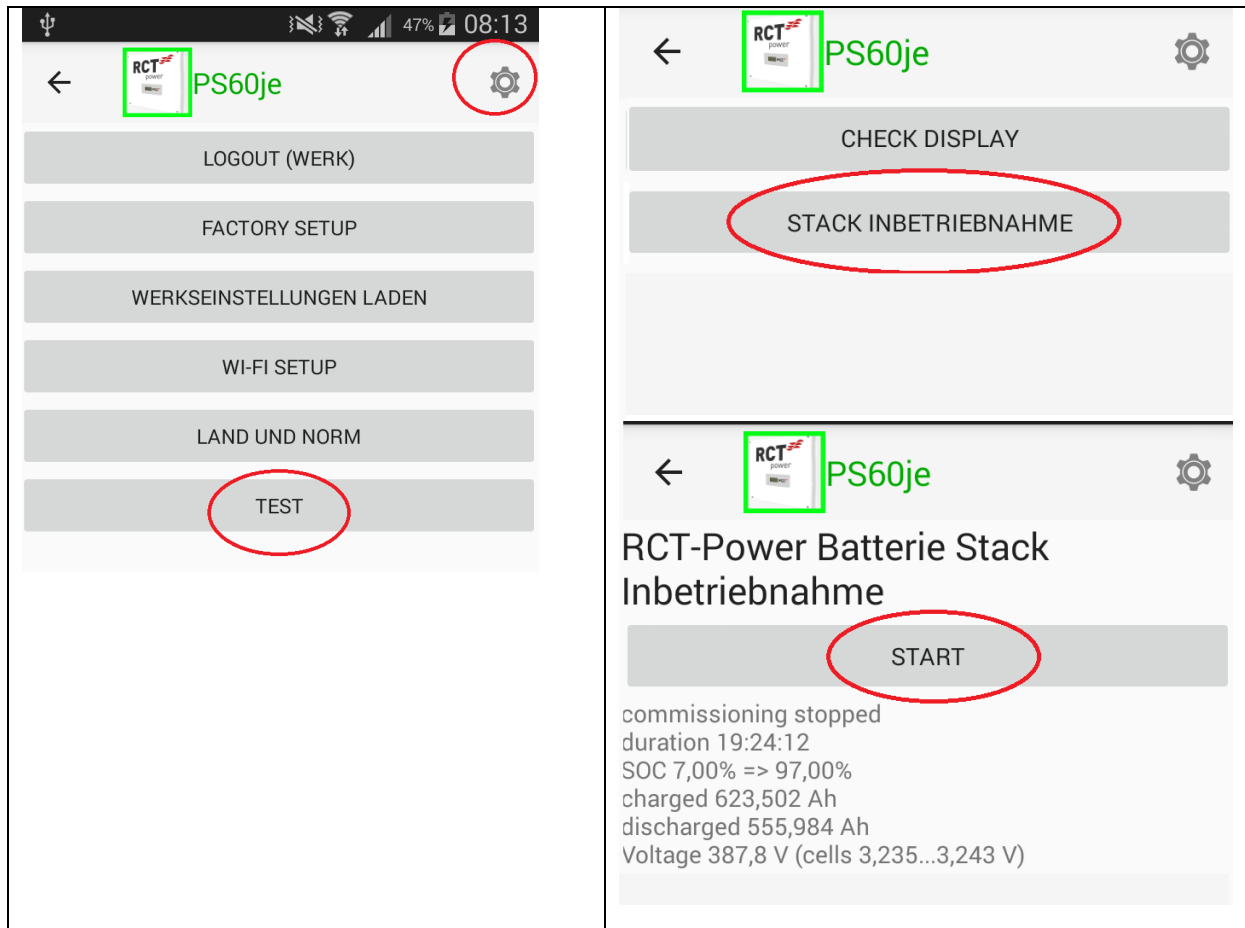 47% 08:13
RCT power PS60je
LOGOUT (WERK)
FACTORY SETUP
WERKSEINSTELLUNGEN LADEN
WI-FI SETUP
LAND UND NORM
TEST
RCT power PS60je
CHECK DISPLAY
STACK INBETRIEBNAHME
RCT power PS60je
RCT-Power Batterie Stack
Inbetriebnahme
START
commissioning stopped
duration 19:24:12
SOC 7,00% => 97,00%
charged 623,502 Ah
discharged 555,984 Ah
Voltage 387,8 V (cells 3,235...3,243 V)